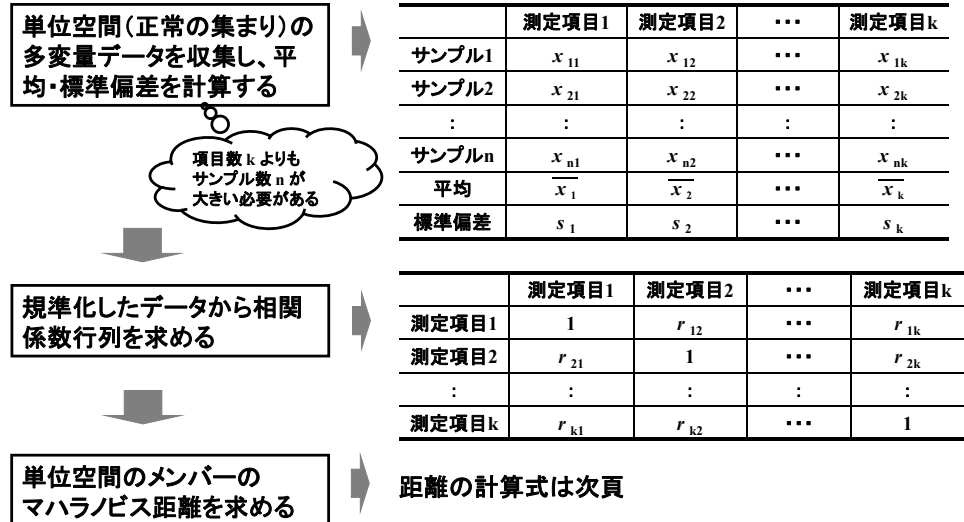 単位空間(正常の集まり)の
多変量データを収集し、平
均・標準偏差を計算する
項目数 k よりも
サンプル数 n が
大きい必要がある
測定項目1 測定項目2 ・・・ 測定項目k
サンプル1 x 11 x 12 ・・・ x 1k
サンプル2 x 21 x 22 ・・・ x 2k
: : : : :
サンプルn x n1 x n2 ・・・ x nk
平均 x̄ 1 x̄ 2 ・・・ x̄ k
標準偏差 s 1 s 2 ・・・ s k
規準化したデータから相関
係数行列を求める
測定項目1 測定項目2 ・・・ 測定項目k
測定項目1 1 r 12 ・・・ r 1k
測定項目2 r 21 1 ・・・ r 2k
: : : : :
測定項目k r k1 r k2 ・・・ 1
単位空間のメンバーの
マハラノビス距離を求める
距離の計算式は次頁